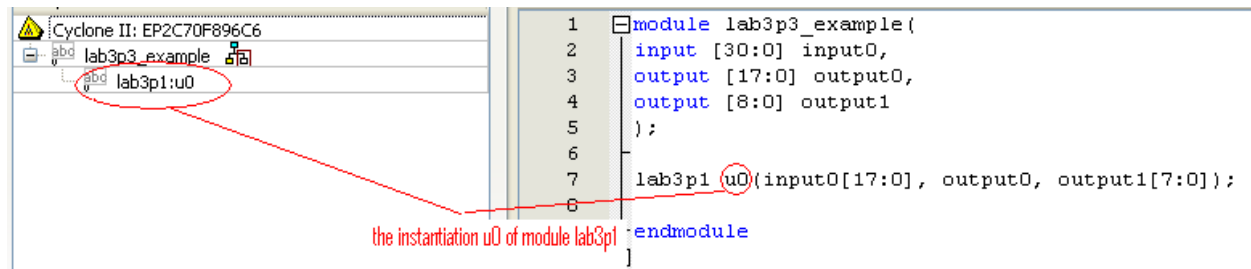 Cyclone II: EP2C70F896C6
lab3p3_example
lab3p1:u0
1 module lab3p3_example(
2 input [30:0] input0,
3 output [17:0] output0,
4 output [8:0] output1
5 );
6
7 lab3p1 u0(input0[17:0], output0, output1[7:0]);
8
endmodule
the instantiation u0 of module lab3p1